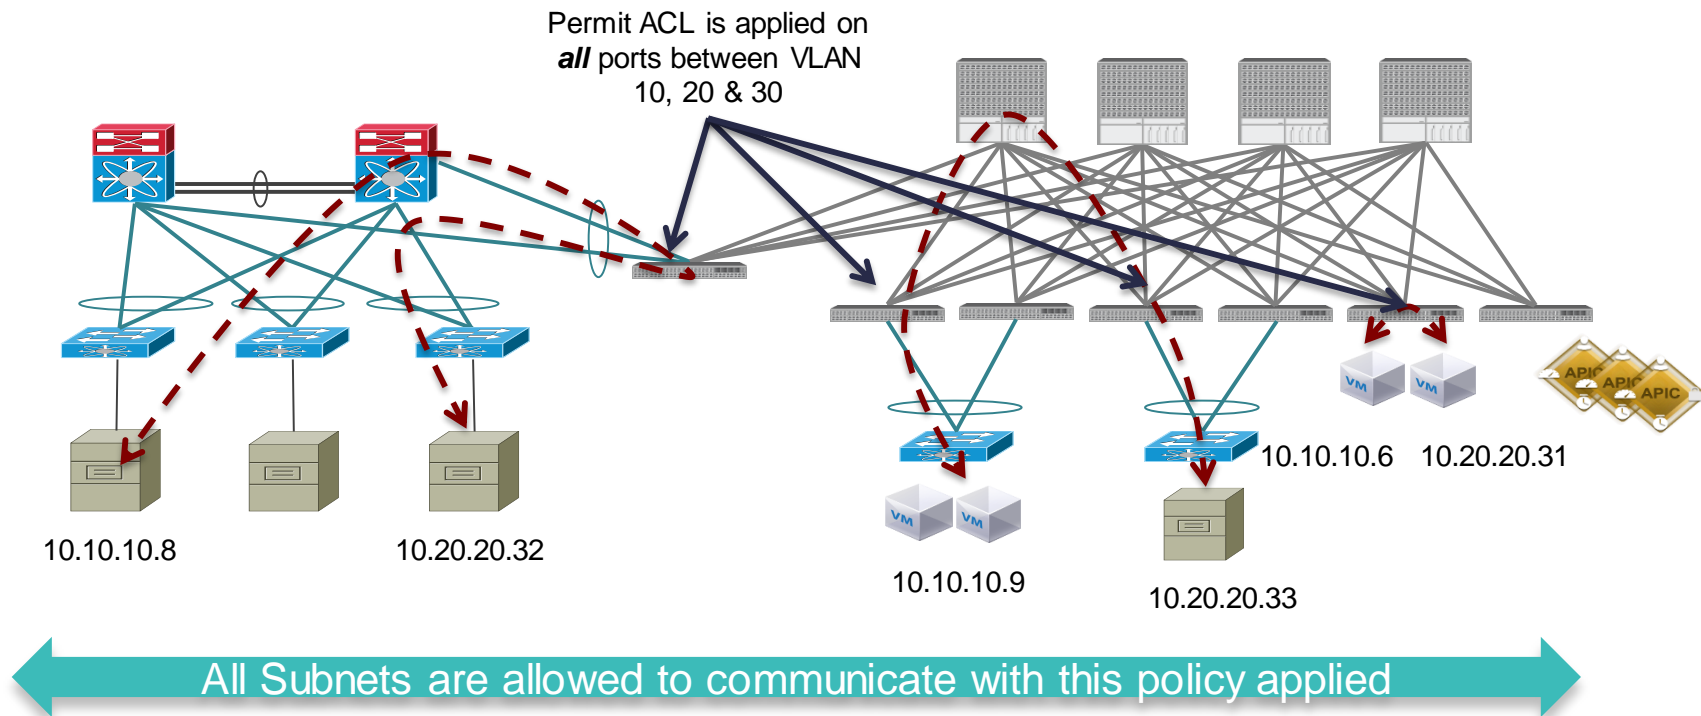 Permit ACL is applied on
all ports between VLAN
10, 20 & 30
APIC
APIC
APIC
VM
VM
10.10.10.6
10.20.20.31
VM
VM
10.10.10.8
10.20.20.32
10.10.10.9
10.20.20.33
All Subnets are allowed to communicate with this policy applied